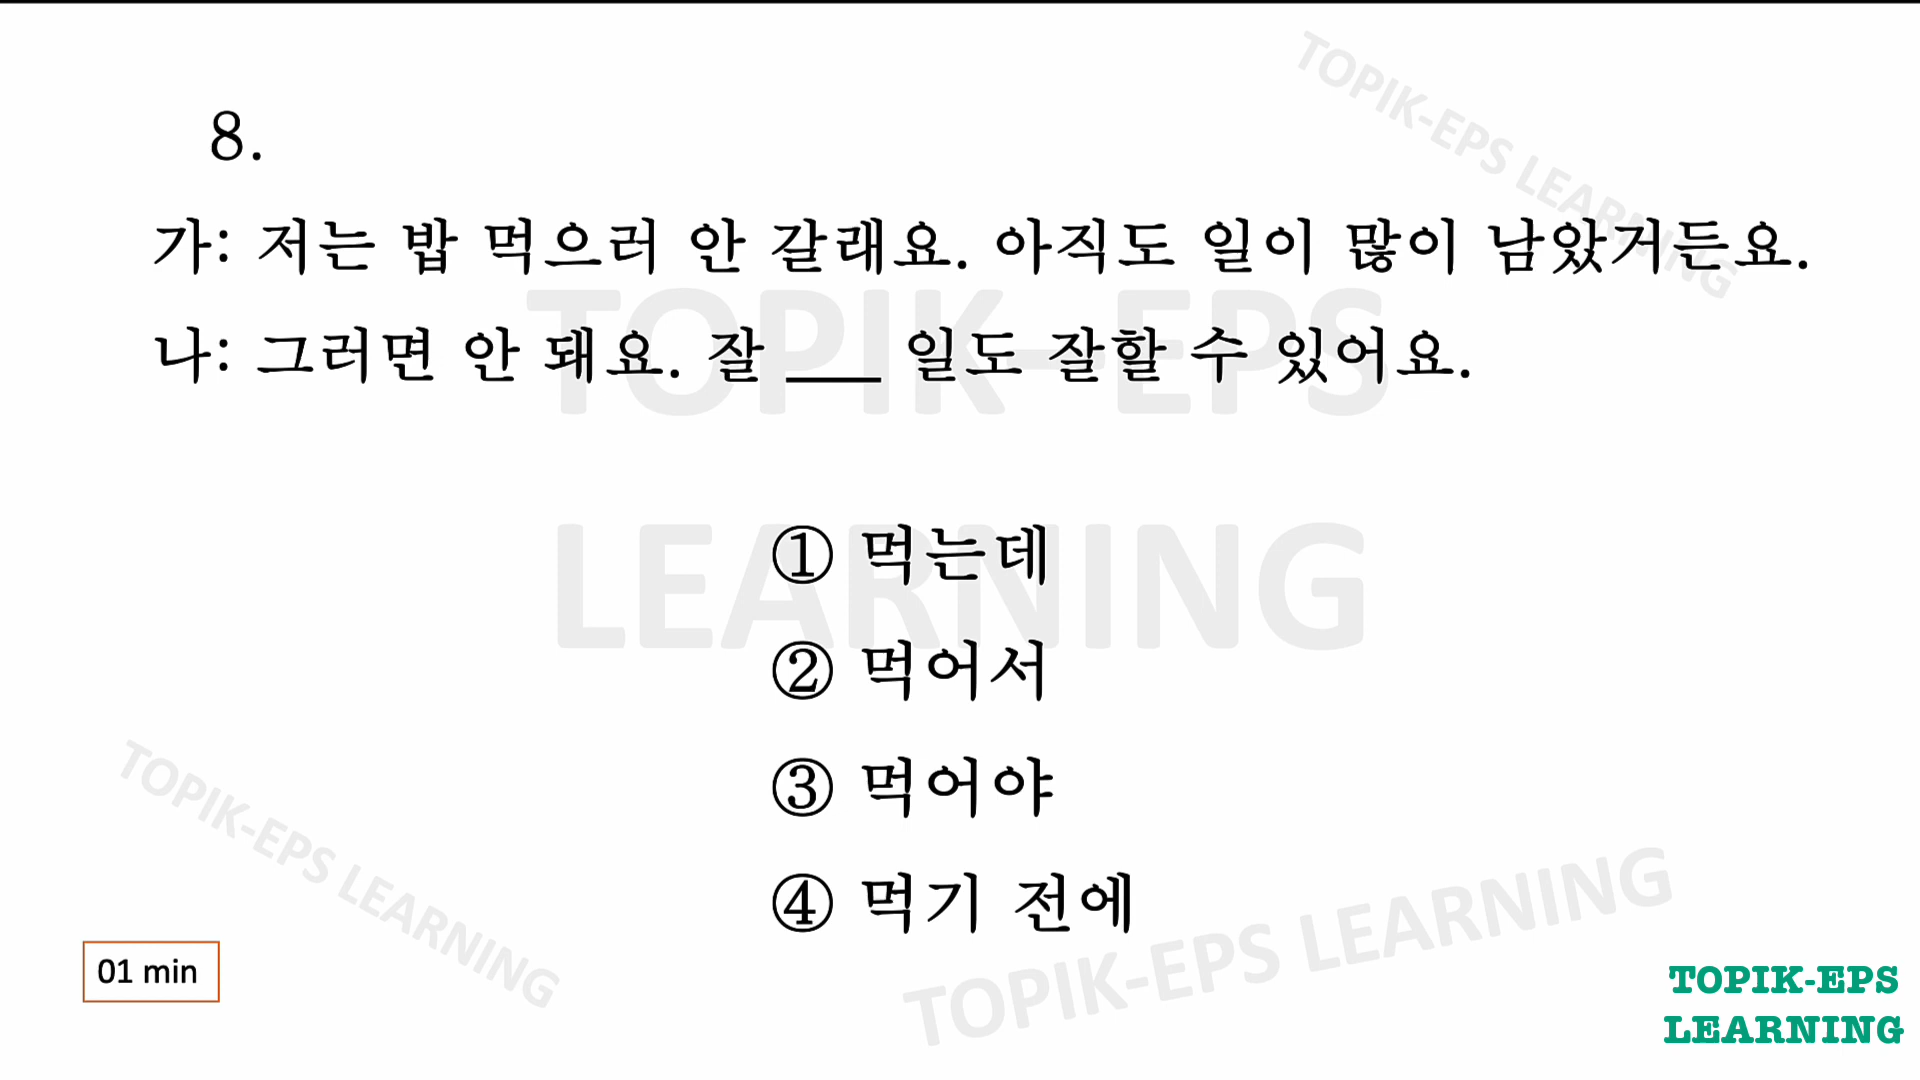 TOPIK-EPS LEARNING
8.
가: 저는 밥 먹으러 안 갈래요. 아직도 일이 많이 남았거든요.
나: 그러면 안 돼요. 잘 ___ 일도 잘할 수 있어요.
TOPIK-EPS
LEARNING
① 먹는데
② 먹어서
③ 먹어야
④ 먹기 전에
TOPIK-EPS LEARNING
TOPIK-EPS LEARNING
01 min
TOPIK-EPS
LEARNING